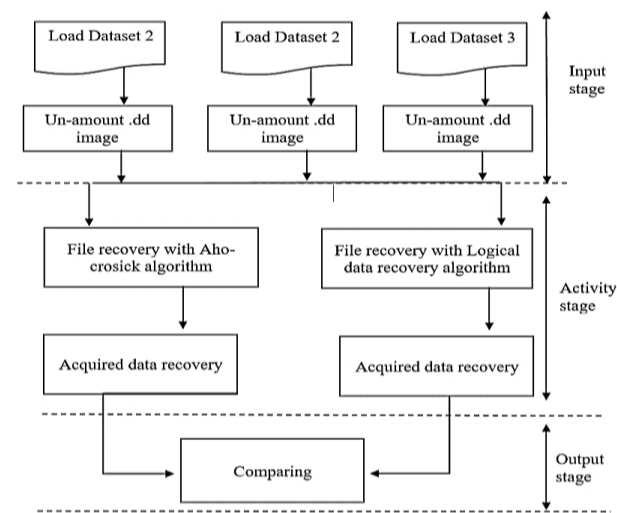 Load Dataset 2
Load Dataset 2
Load Dataset 3
Input
stage
Un-amount .dd
image
Un-amount .dd
image
Un-amount .dd
image
File recovery with Aho-
crosick algorithm
File recovery with Logical
data recovery algorithm
Activity
stage
Acquired data recovery
Acquired data recovery
Comparing
Output
stage